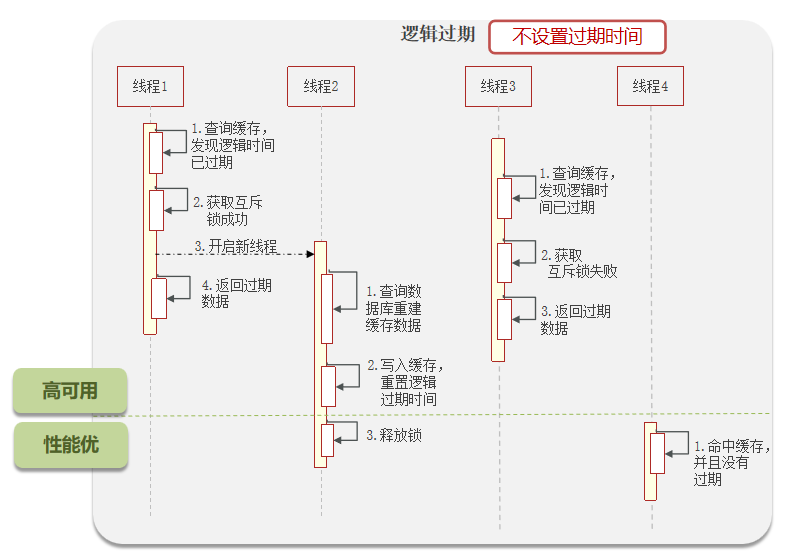 逻辑过期
不设置过期时间
线程1
线程2
线程3
线程4
1.查询缓存，
发现逻辑时间
已过期
2.获取互斥
锁成功
3.开启新线程
4.返回过期
数据
1.查询数
据库重建
缓存数据
2.写入缓存，
重置逻辑
过期时间
3.释放锁
1.查询缓存，
发现逻辑时
间已过期
2.获取
互斥锁失败
3.返回过期
数据
1.命中缓存，
并且没有
过期
高可用
性能优